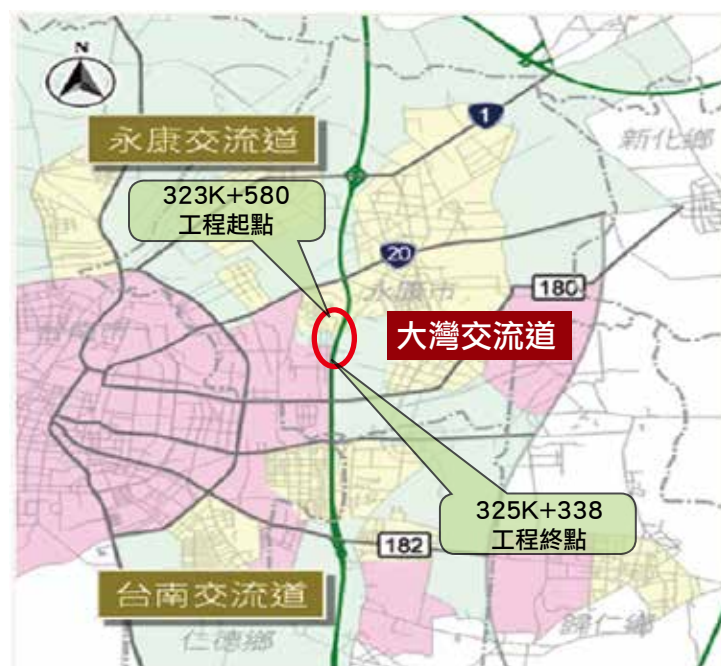 N
永康交流道
1
新化鄉
323K+580
工程起點
20
永康市
180
大灣交流道
325K+338
工程終點
182
台南交流道
仁德鄉
歸仁鄉